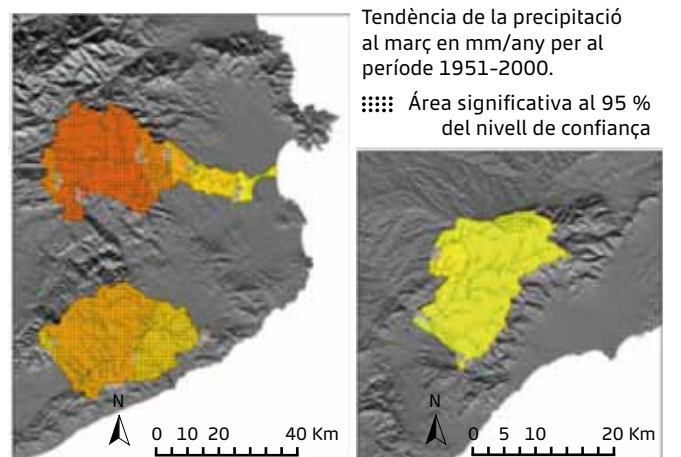 Tendència de la precipitació
al març en mm/any per al
període 1951-2000.
Área significativa al 95 %
del nivell de confiança
N
0 10 20 40 Km
N
0 5 10 20 Km